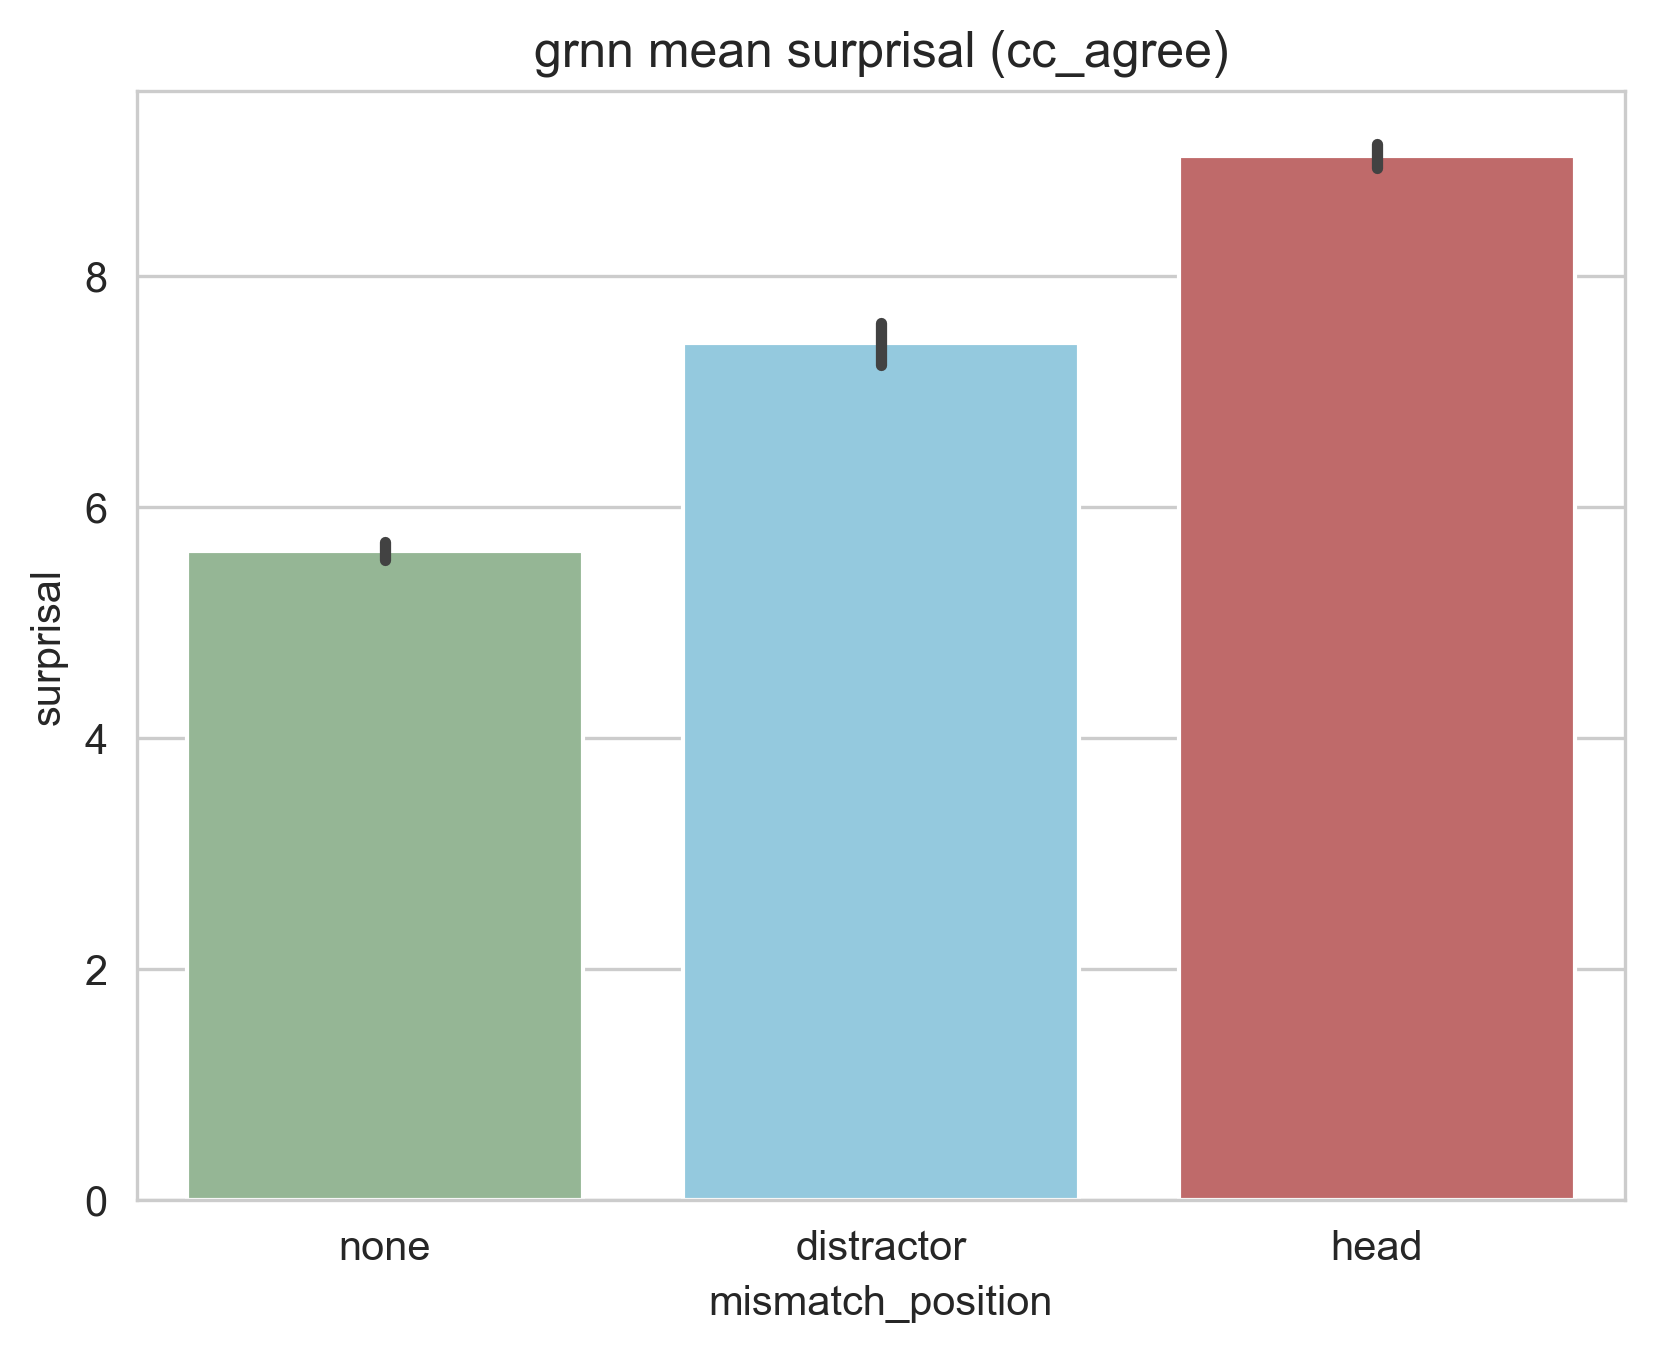 grnn mean surprisal (cc_agree)
surprisal
8
6
4
2
0
none distractor head
mismatch_position